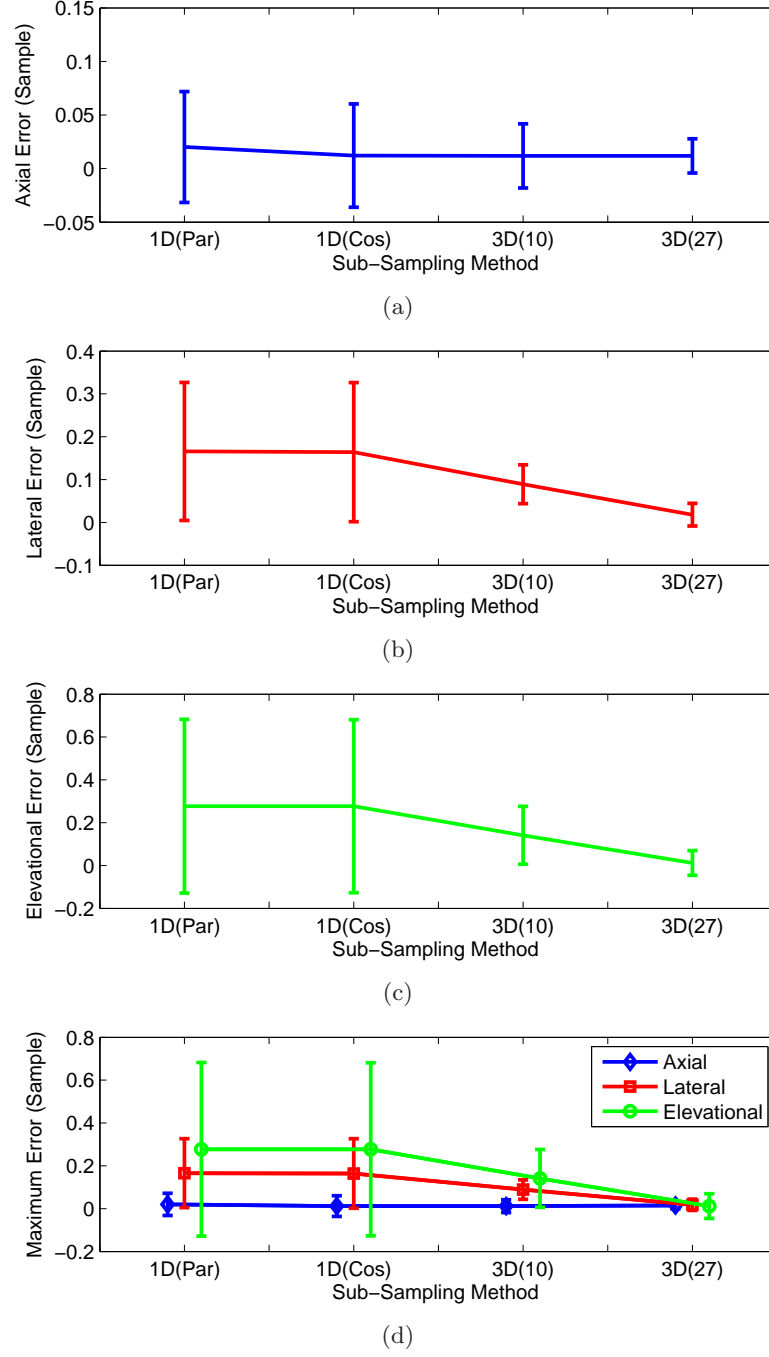 0.15
0.1
0.05
0
−0.05
Axial Error (Sample)
1D(Par) 1D(Cos) 3D(10) 3D(27)
Sub−Sampling Method
(a)
0.4
0.3
0.2
0.1
0
−0.1
Lateral Error (Sample)
1D(Par) 1D(Cos) 3D(10) 3D(27)
Sub−Sampling Method
(b)
0.8
0.6
0.4
0.2
0
−0.2
Elevational Error (Sample)
1D(Par) 1D(Cos) 3D(10) 3D(27)
Sub−Sampling Method
(c)
0.8
0.6
0.4
0.2
0
−0.2
Maximum Error (Sample)
Axial
Lateral
Elevational
1D(Par) 1D(Cos) 3D(10) 3D(27)
Sub−Sampling Method
(d)